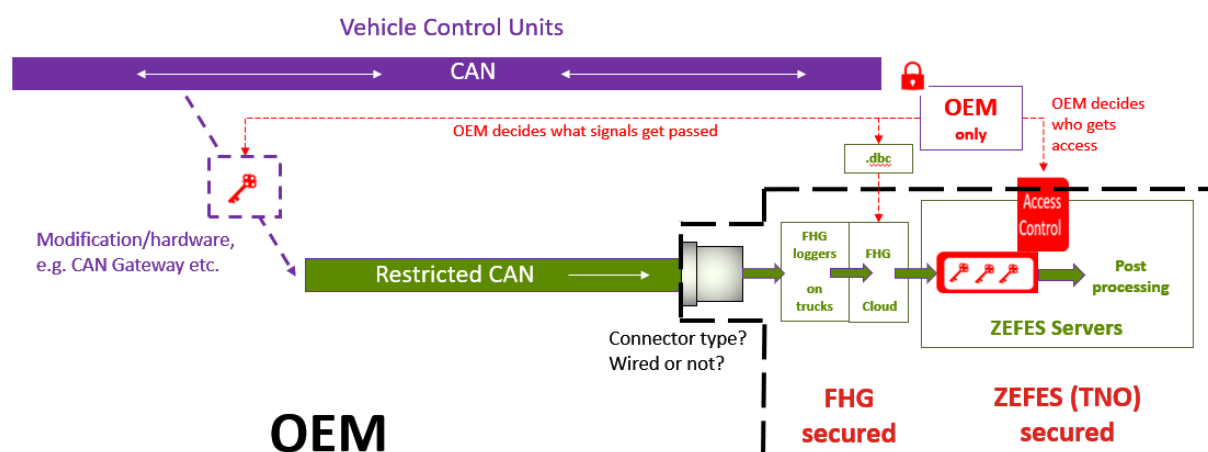 Vehicle Control Units
CAN
OEM
only
OEM decides
who gets
access
OEM decides what signals get passed
.dbc
Access
Control
Modification/hardware,
e.g. CAN Gateway etc.
Restricted CAN
FHG
loggers
on
trucks
FHG
Cloud
Post
processing
ZEFES Servers
Connector type?
Wired or not?
OEM
FHG
secured
ZEFES (TNO)
secured